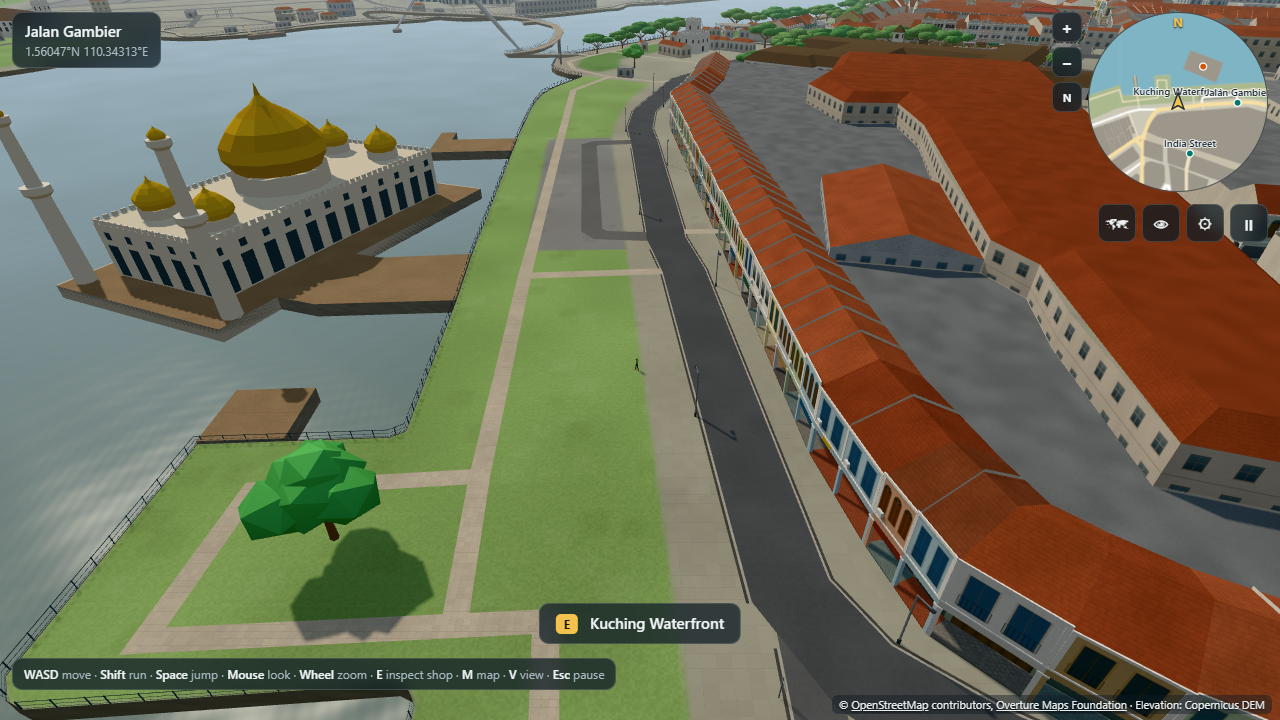 Jalan Gambier
1.56047°N 110.34313°E
+
−
N
N
Kuching Waterfr
Jalan Gambie
India Street
E Kuching Waterfront
WASD move · Shift run · Space jump · Mouse look · Wheel zoom · E inspect shop · M map · V view · Esc pause
© OpenStreetMap contributors, Overture Maps Foundation · Elevation: Copernicus DEM